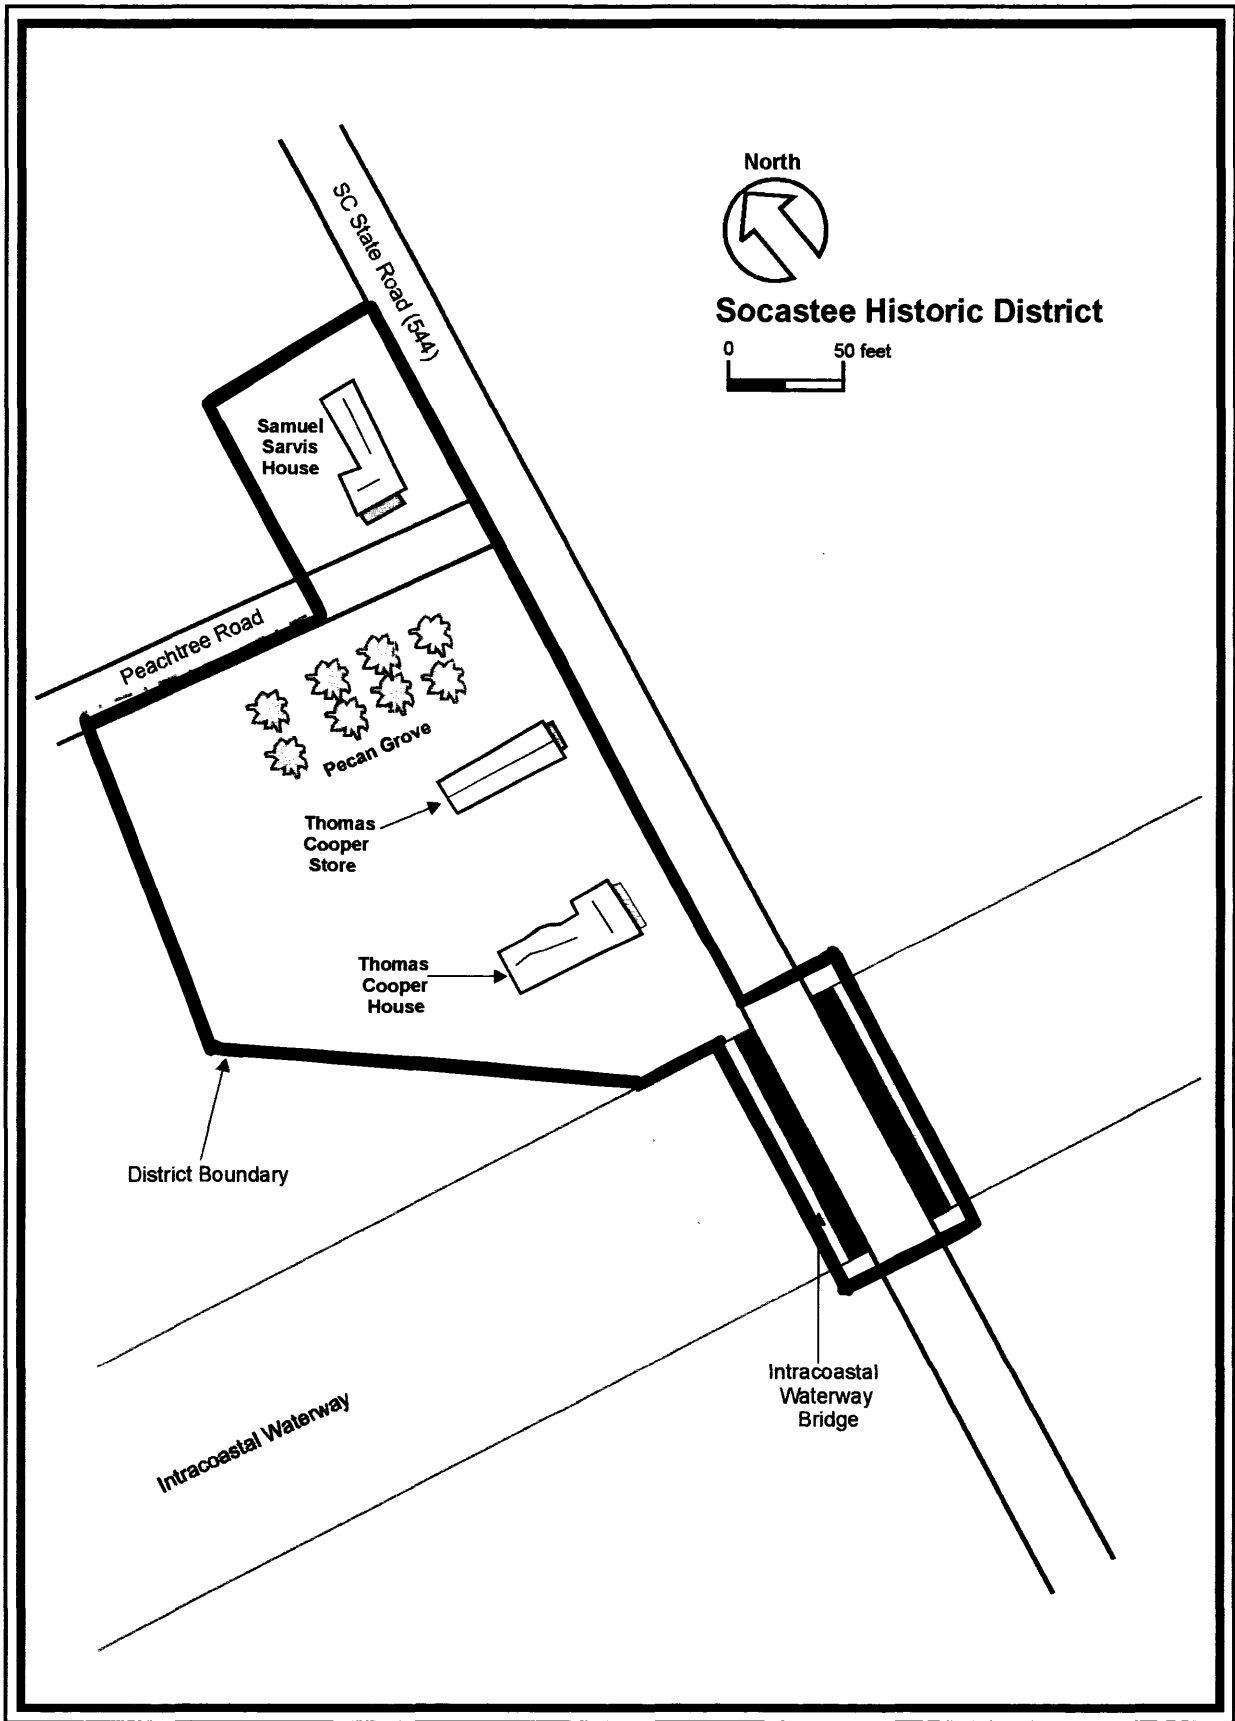 North
SC State Road (544)
Socastee Historic District
0 50 feet
Samuel
Sarvis
House
Peachtree Road
Pecan Grove
Thomas
Cooper
Store
Thomas
Cooper
House
District Boundary
Intracoastal
Waterway
Bridge
Intracoastal Waterway